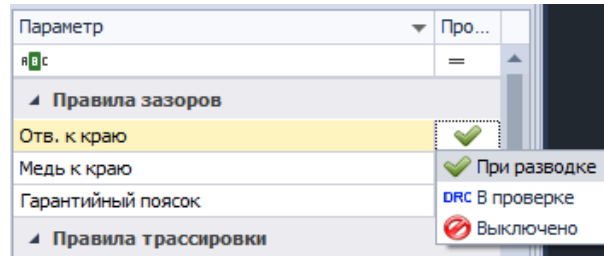 Параметр Про...
ABC =
Правила зазоров
Отв. к краю
Медь к краю При разводке
Гарантийный поясок DRC В проверке
Правила трассировки Выключено